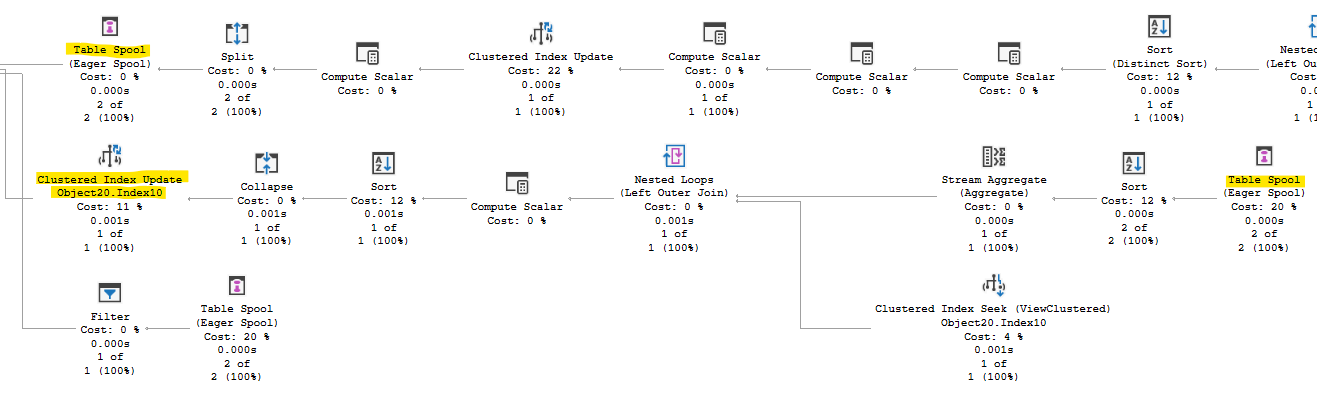 Table Spool
(Eager Spool)
Cost: 0 %
0.000s
2 of
2 (100%)
Split
Cost: 0 %
0.000s
2 of
2 (100%)
Compute Scalar
Cost: 0 %
Clustered Index Update
Cost: 22 %
0.000s
1 of
1 (100%)
Compute Scalar
Cost: 0 %
0.000s
1 of
1 (100%)
Compute Scalar
Cost: 0 %
Compute Scalar
Cost: 0 %
Sort
(Distinct Sort)
Cost: 12 %
0.000s
1 of
1 (100%)
(Left
Cost
1
Clustered Index Update
Object20.Index10
Cost: 11 %
0.001s
1 of
1 (100%)
Collapse
Cost: 0 %
0.001s
1 of
1 (100%)
Sort
Cost: 12 %
0.001s
1 of
1 (100%)
Compute Scalar
Cost: 0 %
Nested Loops
(Left Outer Join)
Cost: 0 %
0.001s
1 of
1 (100%)
Stream Aggregate
(Aggregate)
Cost: 0 %
0.000s
1 of
1 (100%)
Sort
Cost: 12 %
0.000s
2 of
2 (100%)
Table Spool
(Eager Spool)
Cost: 20 %
0.000s
2 of
2 (100%)
Filter
Cost: 0 %
0.000s
1 of
1 (100%)
Table Spool
(Eager Spool)
Cost: 20 %
0.000s
2 of
2 (100%)
Clustered Index Seek (ViewClustered)
Object20.Index10
Cost: 4 %
0.001s
1 of
1 (100%)